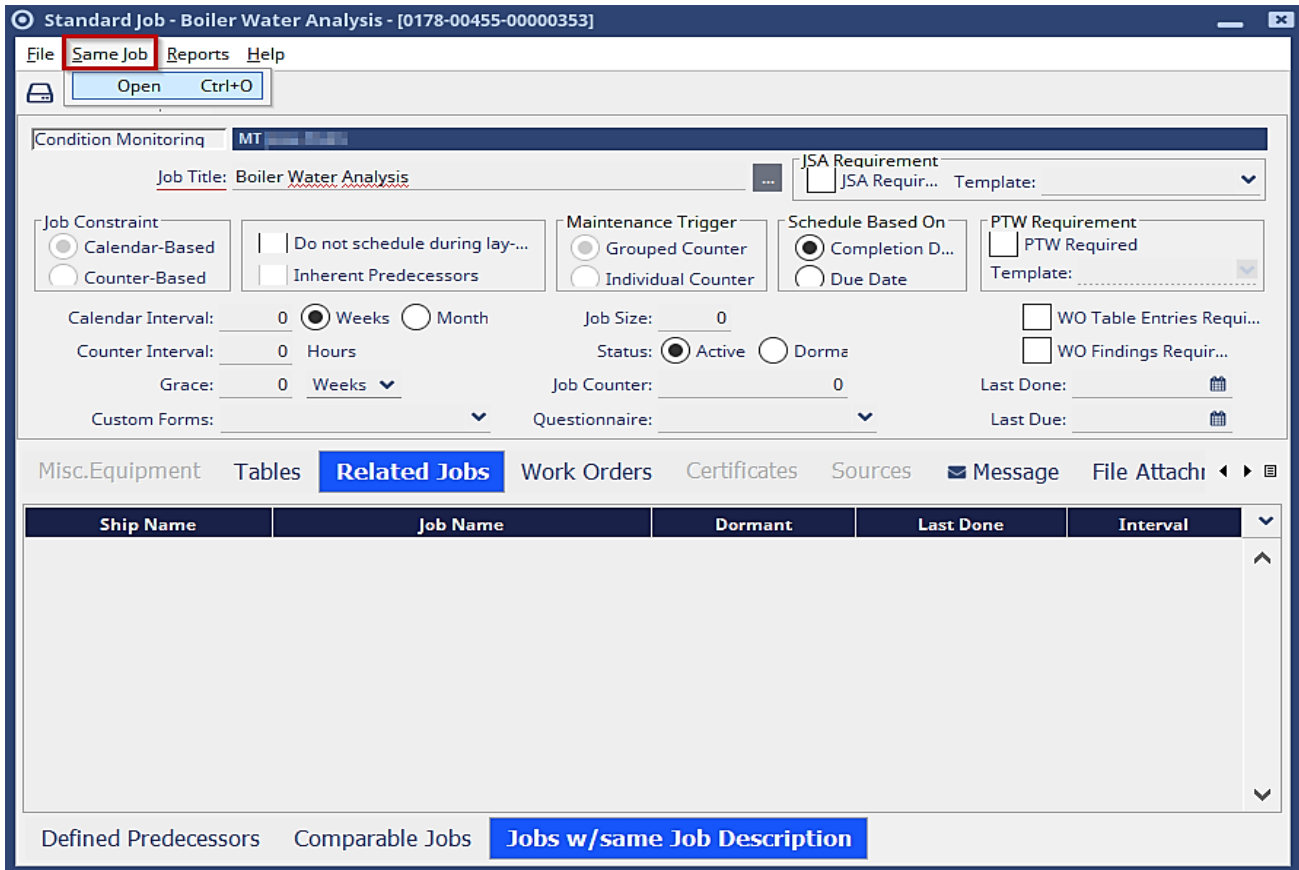 Standard Job - Boiler Water Analysis - [0178-00455-00000353]
File Same Job Reports Help
Open Ctrl+O
Condition Monitoring MT
Job Title: Boiler Water Analysis ...
JSA Requirement
JSA Requir... Template:
Job Constraint
Calendar-Based
Counter-Based
Do not schedule during lay-...
Inherent Predecessors
Maintenance Trigger
Grouped Counter
Individual Counter
Schedule Based On
Completion D...
Due Date
PTW Requirement
PTW Required
Template:
Calendar Interval: 0 Weeks Month Job Size: 0 WO Table Entries Requi...
Counter Interval: 0 Hours Status: Active Dorma WO Findings Requir...
Grace: 0 Weeks Job Counter: 0 Last Done:
Custom Forms: Questionnaire: Last Due:
Misc.Equipment Tables Related Jobs Work Orders Certificates Sources Message File Attachr
Ship Name Job Name Dormant Last Done Interval
Defined Predecessors Comparable Jobs Jobs w/same Job Description